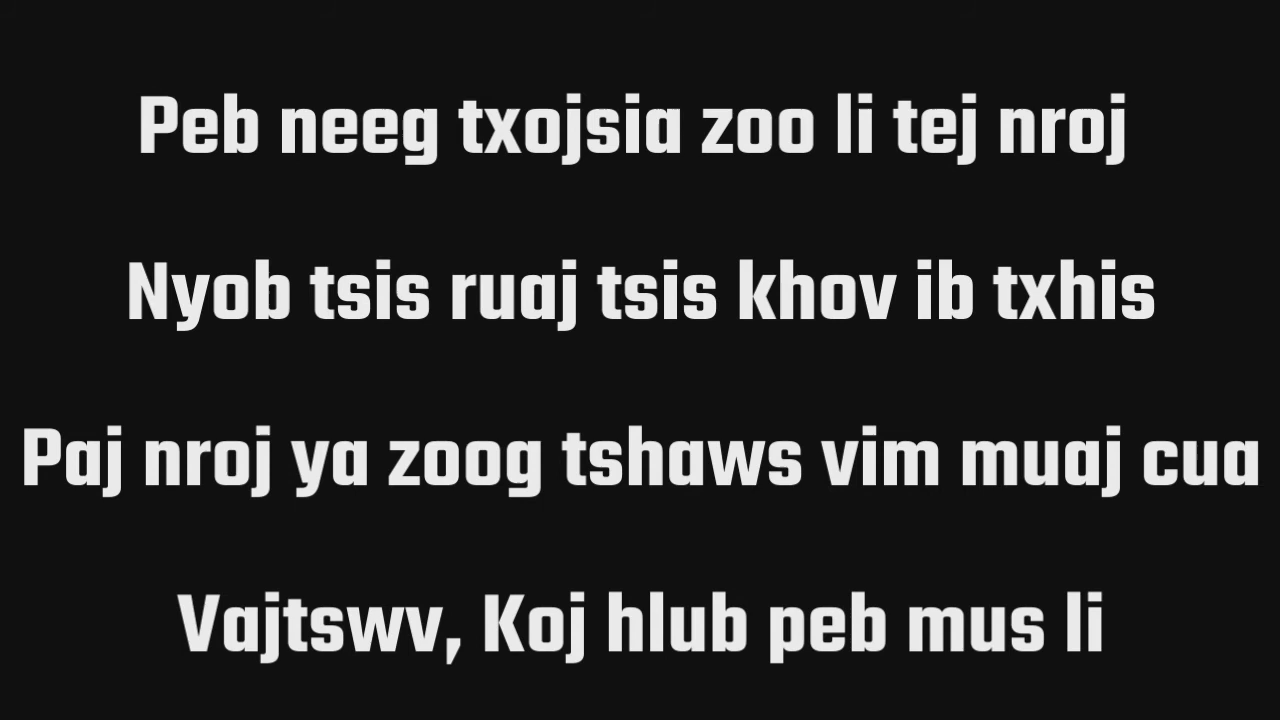 Peb neeg txojsia zoo li tej nroj
Nyob tsis ruaj tsis khov ib txhis
Paj nroj ya zoog tshaws vim muaj cua
Vajtswv, Koj hlub peb mus li